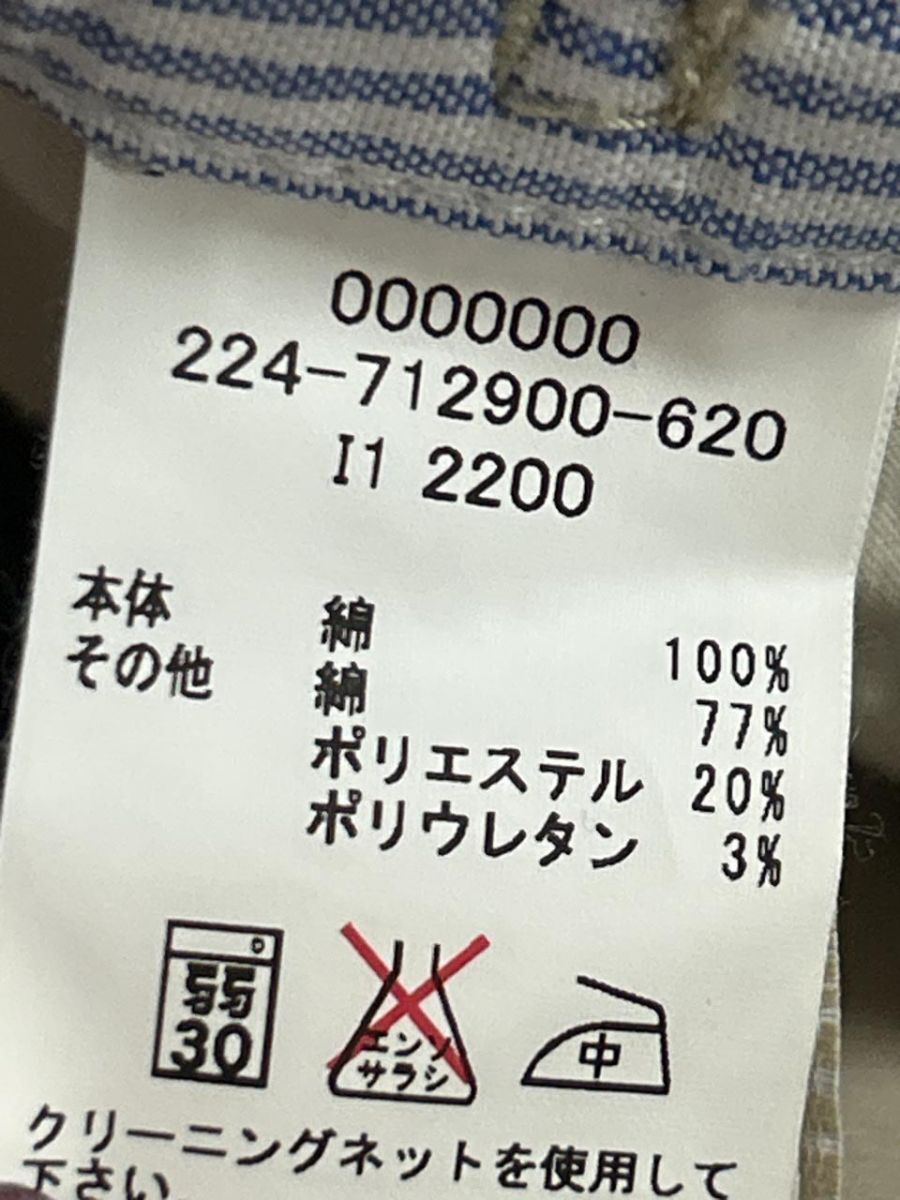 0000000
224-712900-620
I1 2200
本体 綿 100%
その他 綿 77%
ポリエステル 20%
ポリウレタン 3%
弱
30
エンソ
サラシ
中
クリーニングネットを使用して
下さい